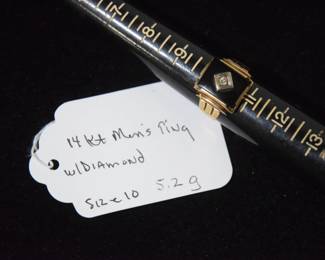 14 kt Men's ring
w/DIAMOND
size 10 5.2 g